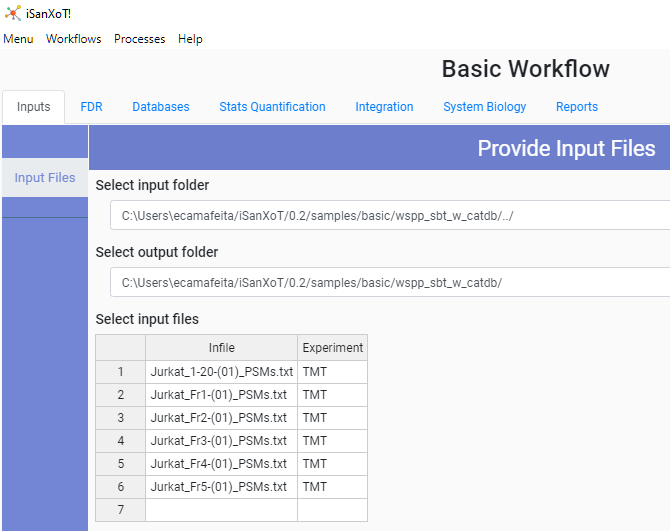 iSanXoT!
Menu Workflows Processes Help
Basic Workflow
Inputs FDR Databases Stats Quantification Integration System Biology Reports
Provide Input Files
Input Files
Select input folder
C:\Users\ecamafeita/iSanXoT/0.2/samples/basic/wspp_sbt_w_catdb/../
Select output folder
C:\Users\ecamafeita/iSanXoT/0.2/samples/basic/wspp_sbt_w_catdb/
Select input files
Infile Experiment
1 Jurkat_1-20-(01)_PSMs.txt TMT
2 Jurkat_Fr1-(01)_PSMs.txt TMT
3 Jurkat_Fr2-(01)_PSMs.txt TMT
4 Jurkat_Fr3-(01)_PSMs.txt TMT
5 Jurkat_Fr4-(01)_PSMs.txt TMT
6 Jurkat_Fr5-(01)_PSMs.txt TMT
7